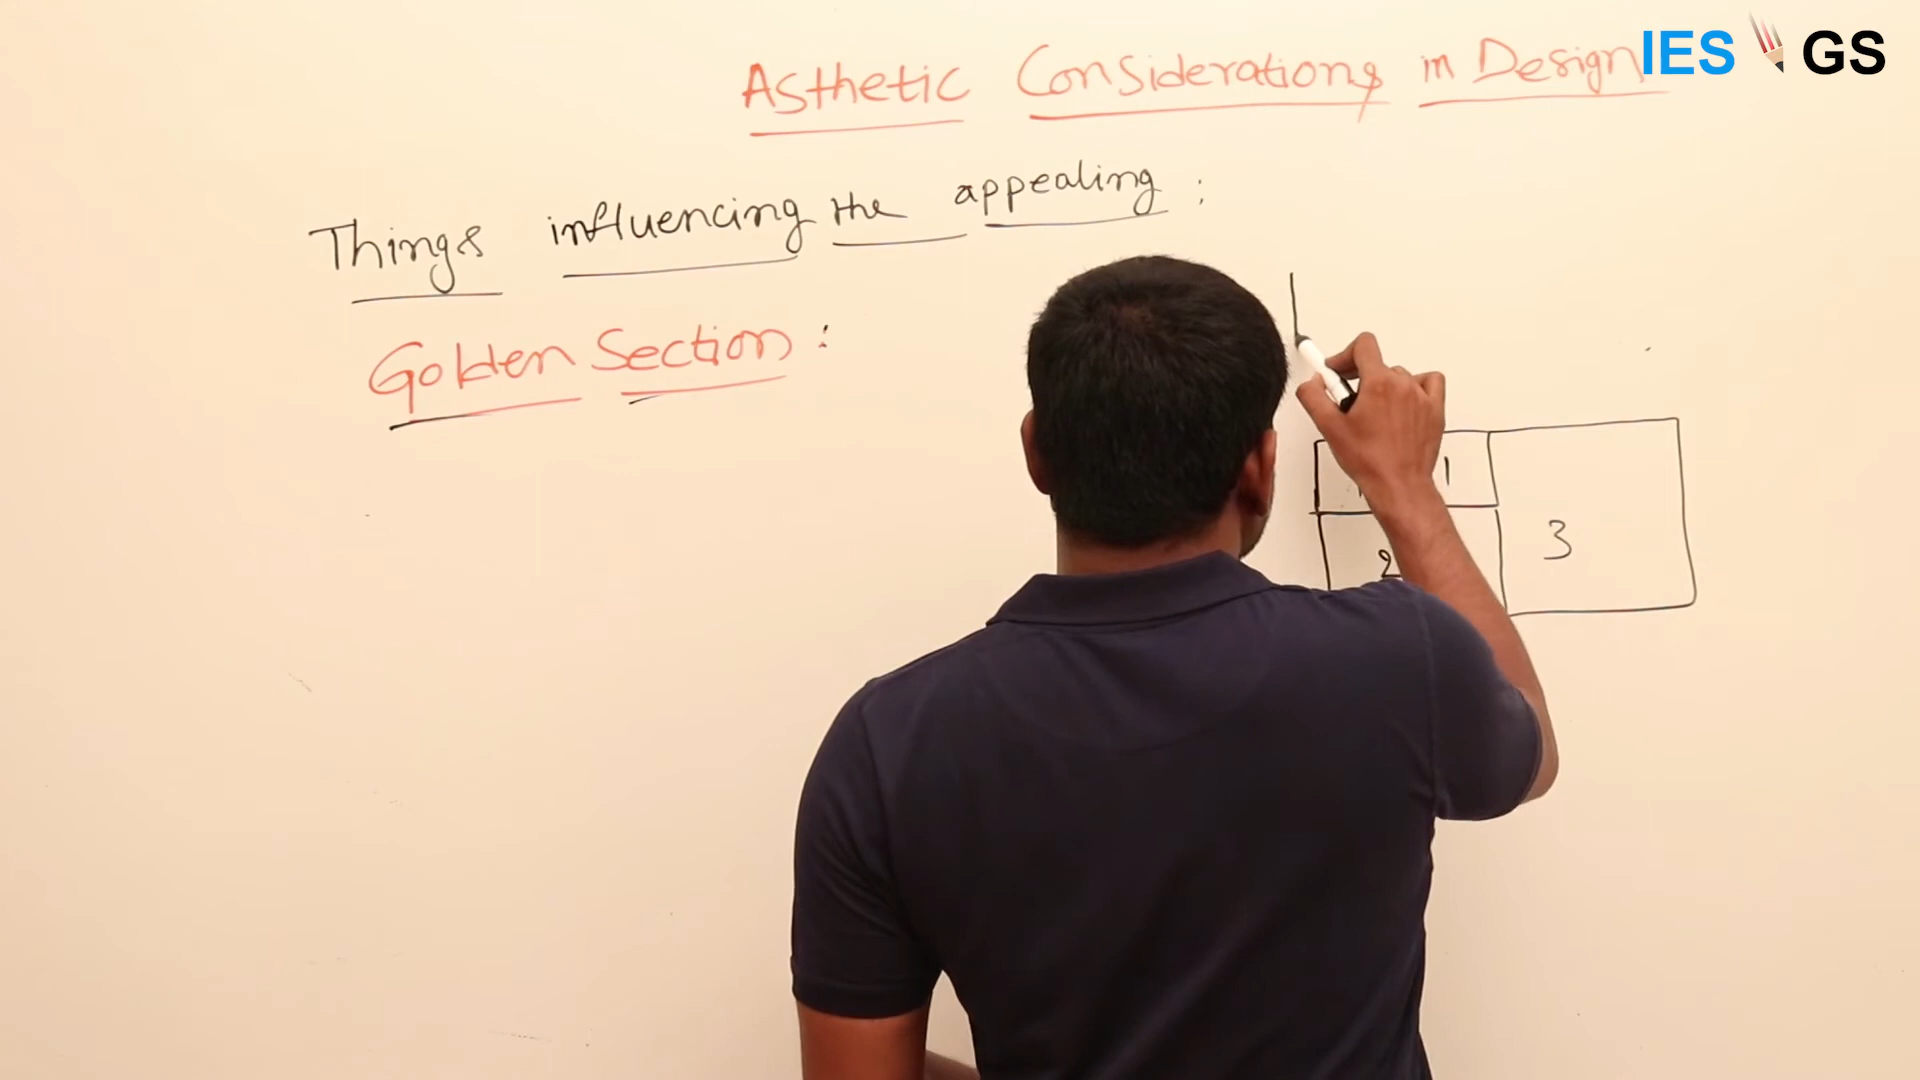 IES GS
Asthetic Considerations in Design
Things influencing the appealing :
Golden Section :
1
2
3